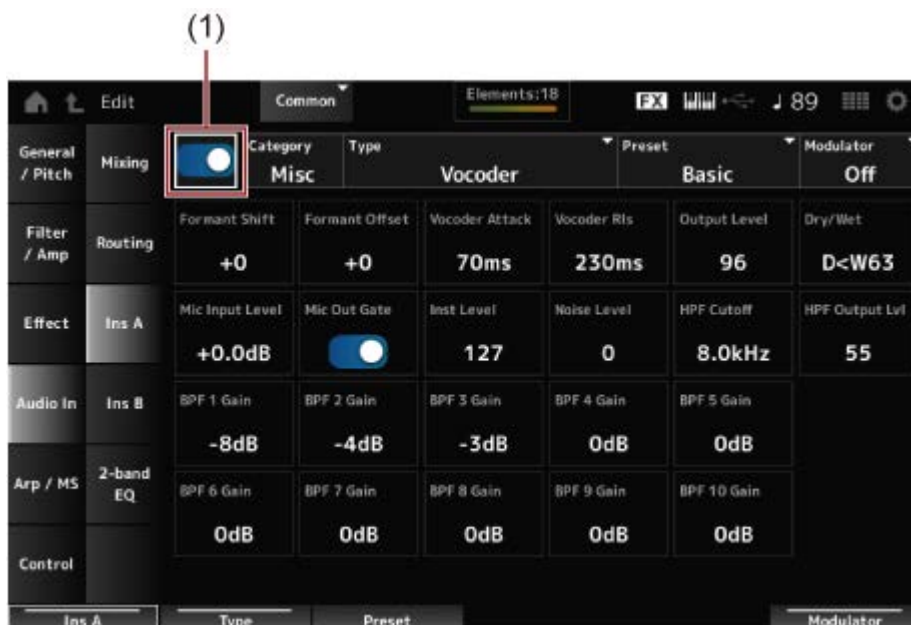 (1)
Edit
Common
Elements:18
FX
♩ 89
General / Pitch
Filter / Amp
Effect
Audio In
Arp / MS
Control
Mixing
Routing
Ins A
Ins B
2-band EQ
Category
Misc
Type
Vocoder
Preset
Basic
Modulator
Off
Formant Shift
+0
Formant Offset
+0
Vocoder Attack
70ms
Vocoder Rls
230ms
Output Level
96
Dry/Wet
D<W63
Mic Input Level
+0.0dB
Mic Out Gate
Inst Level
127
Noise Level
0
HPF Cutoff
8.0kHz
HPF Output Lvl
55
BPF 1 Gain
-8dB
BPF 2 Gain
-4dB
BPF 3 Gain
-3dB
BPF 4 Gain
0dB
BPF 5 Gain
0dB
BPF 6 Gain
0dB
BPF 7 Gain
0dB
BPF 8 Gain
0dB
BPF 9 Gain
0dB
BPF 10 Gain
0dB
Ins A
Type
Preset
Modulator